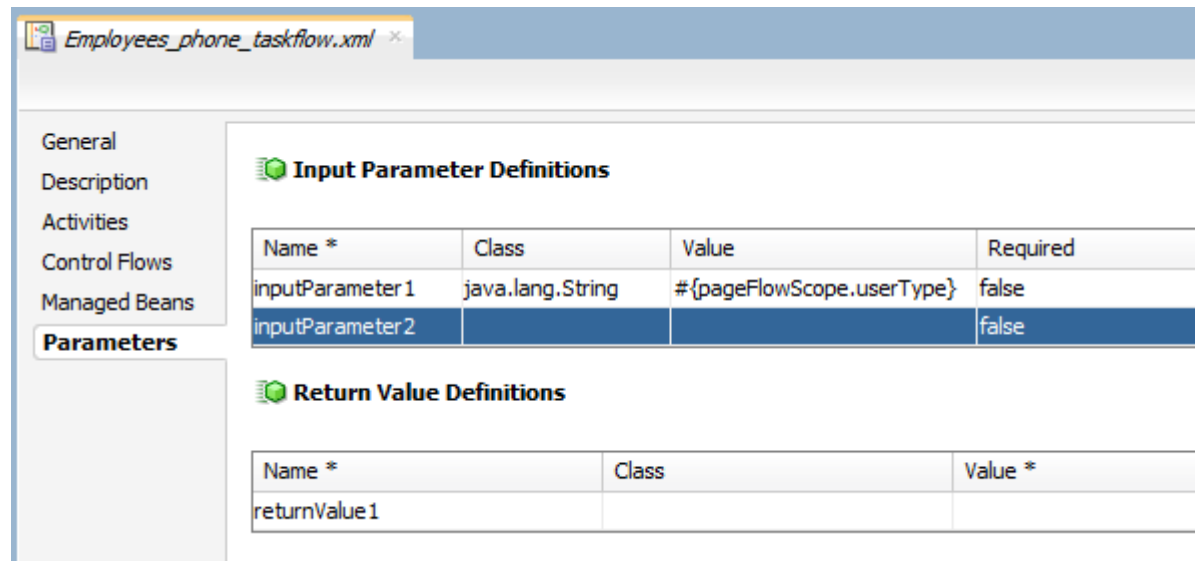 Employees_phone_taskflow.xml
General
Description
Activities
Control Flows
Managed Beans
Parameters
Input Parameter Definitions
Name * Class Value Required
inputParameter1 java.lang.String #{pageFlowScope.userType} false
inputParameter2 false
Return Value Definitions
Name * Class Value *
returnValue1